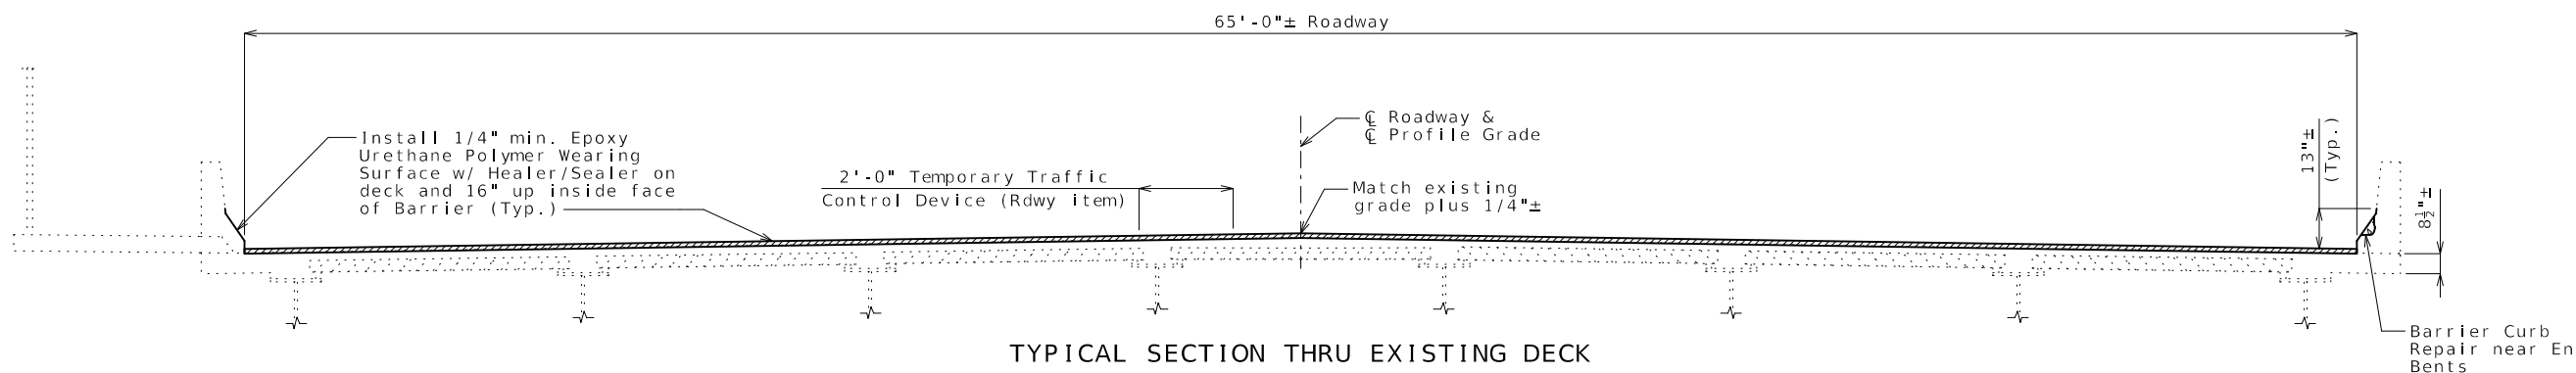 65'-0"± Roadway
Install 1/4" min. Epoxy
Urethane Polymer Wearing
Surface w/ Healer/Sealer on
deck and 16" up inside face
of Barrier (Typ.)
2'-0" Temporary Traffic
Control Device (Rdwy item)
℄ Roadway &
℄ Profile Grade
Match existing
grade plus 1/4"±
13"±
(Typ.)
8½"±
Barrier Curb
Repair near En
Bents
TYPICAL SECTION THRU EXISTING DECK